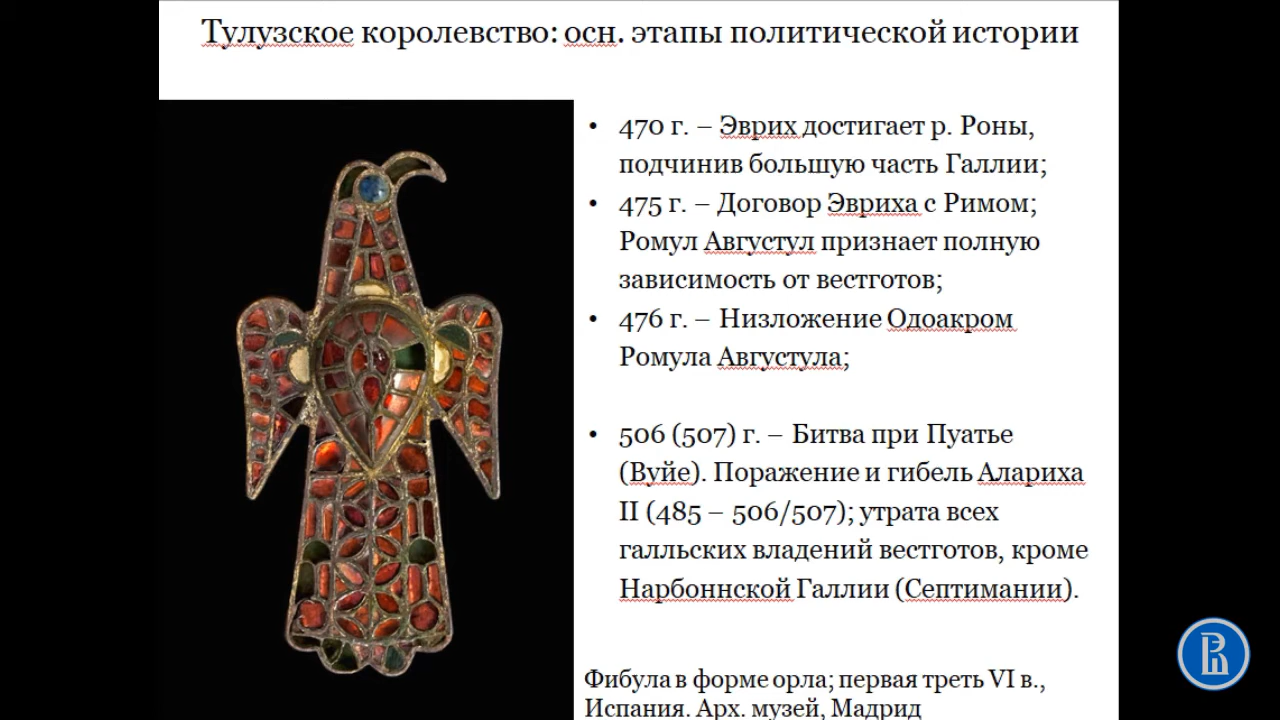 Тулузское королевство: осн. этапы политической истории
• 470 г. – Эврих достигает р. Роны,
подчинив большую часть Галлии;
• 475 г. – Договор Эвриха с Римом;
Ромул Августул признает полную
зависимость от вестготов;
• 476 г. – Низложение Одоакром
Ромула Августула;
• 506 (507) г. – Битва при Пуатье
(Вуйе). Поражение и гибель Алариха
II (485 – 506/507); утрата всех
галльских владений вестготов, кроме
Нарбоннской Галлии (Септимании).
Фибула в форме орла; первая треть VI в.,
Испания. Арх. музей, Мадрид